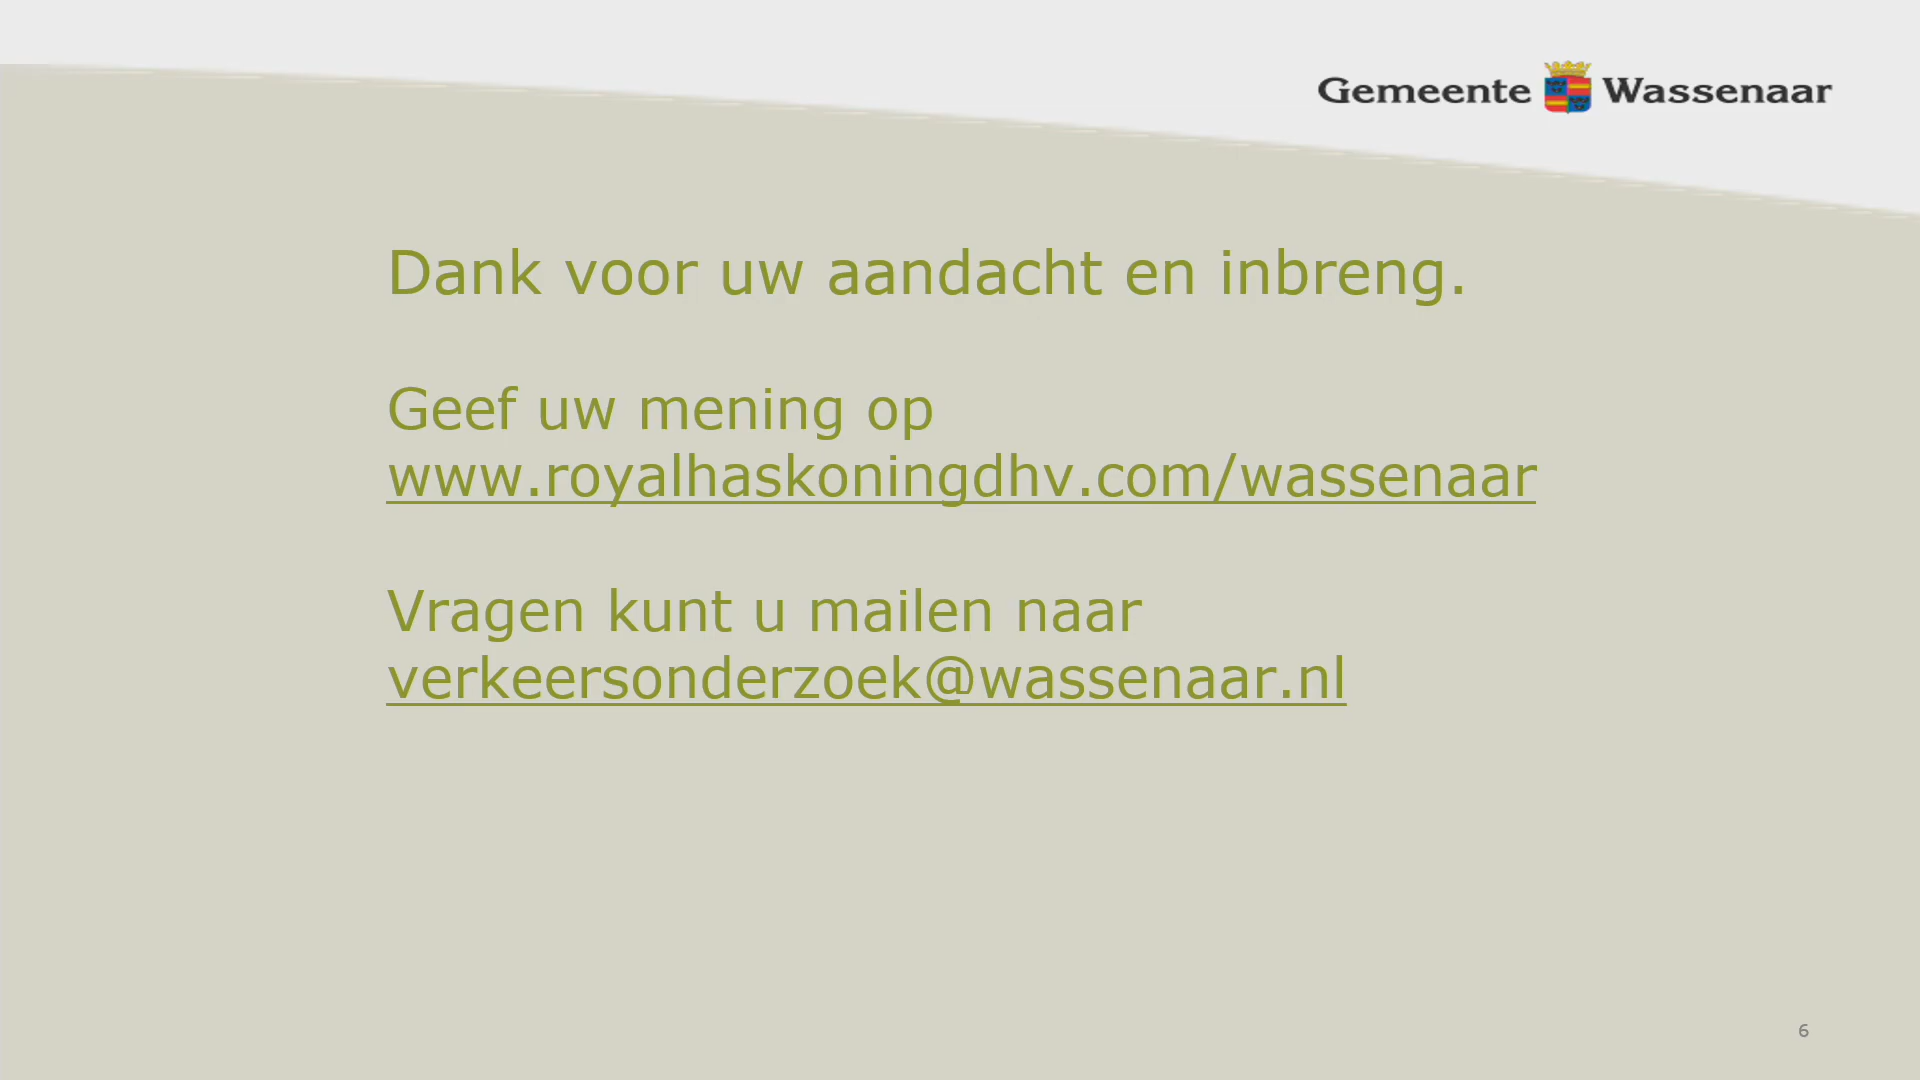 Gemeente Wassenaar
Dank voor uw aandacht en inbreng.
Geef uw mening op
www.royalhaskoningdhv.com/wassenaar
Vragen kunt u mailen naar
verkeersonderzoek@wassenaar.nl
6